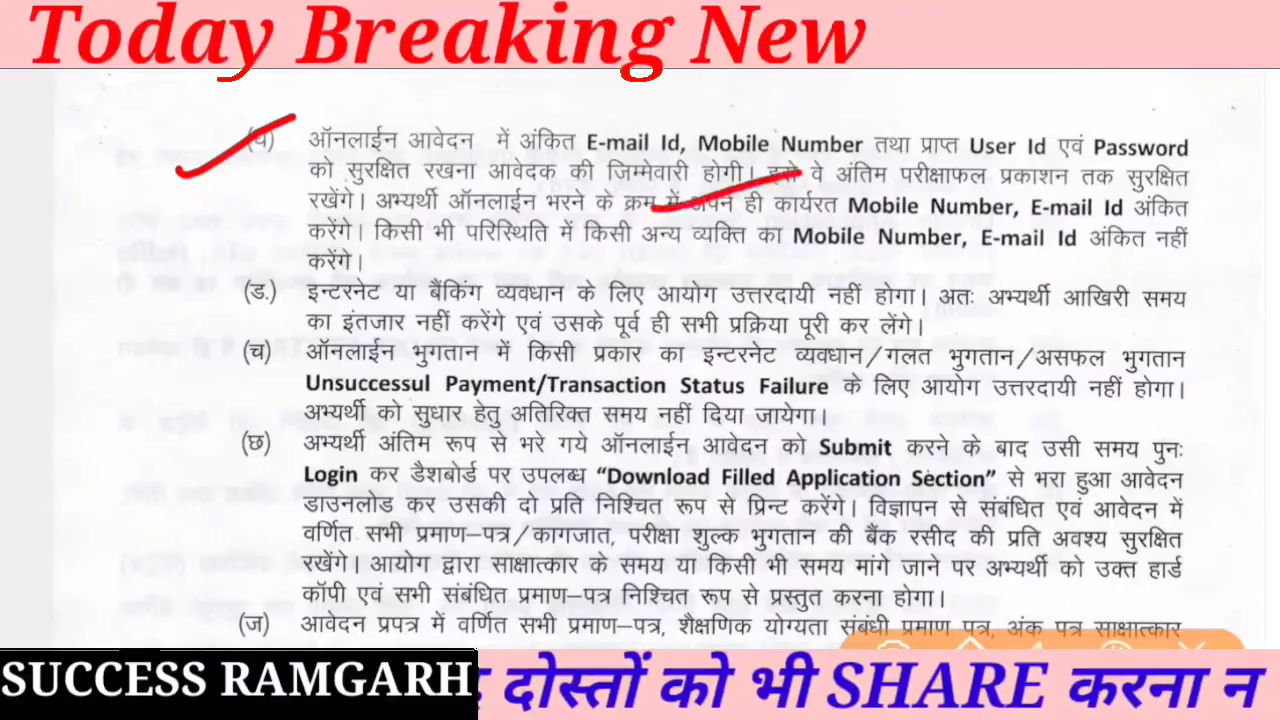 Today Breaking New
ऑनलाईन आवेदन में अंकित E-mail Id, Mobile Number तथा प्राप्त User Id एवं Password
को सुरक्षित रखना आवेदक की जिम्मेवारी होगी। इसे वे अंतिम परीक्षाफल प्रकाशन तक सुरक्षित
रखेंगे। अभ्यर्थी ऑनलाईन भरने के क्रम में अपने ही कार्यरत Mobile Number, E-mail Id अंकित
करेंगे। किसी भी परिस्थिति में किसी अन्य व्यक्ति का Mobile Number, E-mail Id अंकित नहीं
करेंगे।
(ड.) इन्टरनेट या बैंकिंग व्यवधान के लिए आयोग उत्तरदायी नहीं होगा। अतः अभ्यर्थी आखिरी समय
का इंतजार नहीं करेंगे एवं उसके पूर्व ही सभी प्रक्रिया पूरी कर लेंगे।
(च) ऑनलाईन भुगतान में किसी प्रकार का इन्टरनेट व्यवधान/गलत भुगतान/असफल भुगतान
Unsuccessul Payment/Transaction Status Failure के लिए आयोग उत्तरदायी नहीं होगा।
अभ्यर्थी को सुधार हेतु अतिरिक्त समय नहीं दिया जायेगा।
(छ) अभ्यर्थी अंतिम रूप से भरे गये ऑनलाईन आवेदन को Submit करने के बाद उसी समय पुनः
Login कर डैशबोर्ड पर उपलब्ध “Download Filled Application Section” से भरा हुआ आवेदन
डाउनलोड कर उसकी दो प्रति निश्चित रूप से प्रिन्ट करेंगे। विज्ञापन से संबंधित एवं आवेदन में
वर्णित सभी प्रमाण–पत्र/कागजात, परीक्षा शुल्क भुगतान की बैंक रसीद की प्रति अवश्य सुरक्षित
रखेंगे। आयोग द्वारा साक्षात्कार के समय या किसी भी समय मांगे जाने पर अभ्यर्थी को उक्त हार्ड
कॉपी एवं सभी संबंधित प्रमाण–पत्र निश्चित रूप से प्रस्तुत करना होगा।
(ज) आवेदन प्रपत्र में वर्णित सभी प्रमाण–पत्र, शैक्षणिक योग्यता संबंधी प्रमाण पत्र, अंक पत्र साक्षात्कार
SUCCESS RAMGARH दोस्तों को भी SHARE करना न